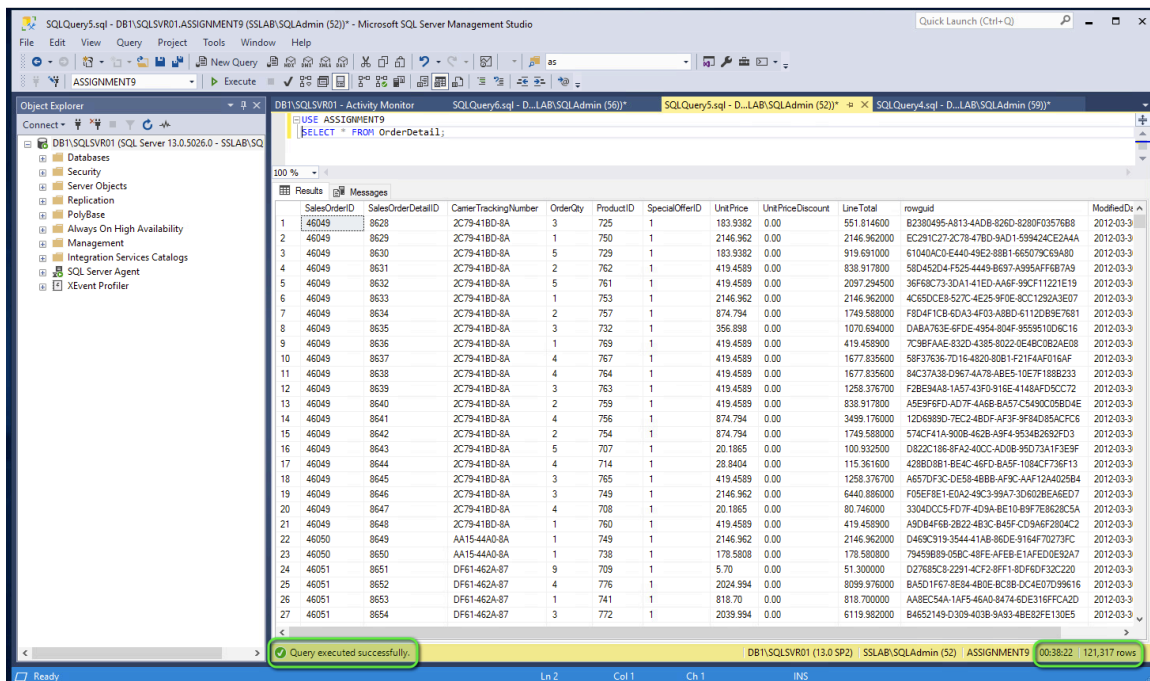 SQLQuery5.sql - DB1\SQLSVR01.ASSIGNMENT9 (SSLAB\SQLAdmin (52))* - Microsoft SQL Server Management Studio
Quick Launch (Ctrl+Q)
File Edit View Query Project Tools Window Help
New Query as
ASSIGNMENT9 Execute
Object Explorer
Connect
DB1\SQLSVR01 (SQL Server 13.0.5026.0 - SSLAB\SQ
Databases
Security
Server Objects
Replication
PolyBase
Always On High Availability
Management
Integration Services Catalogs
SQL Server Agent
XEvent Profiler
DB1\SQLSVR01 - Activity Monitor SQLQuery6.sql - D...LAB\SQLAdmin (56))* SQLQuery5.sql - D...LAB\SQLAdmin (52))* SQLQuery4.sql - D...LAB\SQLAdmin (59))*
USE ASSIGNMENT9
SELECT * FROM OrderDetail;
100 %
Results Messages
SalesOrderID SalesOrderDetailID CarrierTrackingNumber OrderQty ProductID SpecialOfferID UnitPrice UnitPriceDiscount LineTotal rowguid ModifiedDa
1 46049 8628 2C79-41BD-8A 3 725 1 183.9382 0.00 551.814600 B2380495-A813-4ADB-826D-8280F03576B8 2012-03-3
2 46049 8629 2C79-41BD-8A 1 750 1 2146.962 0.00 2146.962000 EC291C27-2C78-47BD-9AD1-599424CE2A4A 2012-03-3
3 46049 8630 2C79-41BD-8A 5 729 1 183.9382 0.00 919.691000 61040AC0-E440-49E2-88B1-665079C69A80 2012-03-3
4 46049 8631 2C79-41BD-8A 2 762 1 419.4589 0.00 838.917800 58D452D4-F525-4449-B697-A995AFF6B7A9 2012-03-3
5 46049 8632 2C79-41BD-8A 5 761 1 419.4589 0.00 2097.294500 36F68C73-3DA1-41ED-AA6F-99CF11221E19 2012-03-3
6 46049 8633 2C79-41BD-8A 1 753 1 2146.962 0.00 2146.962000 4C65DCE8-527C-4E25-9F0E-8CC1292A3E07 2012-03-3
7 46049 8634 2C79-41BD-8A 2 757 1 874.794 0.00 1749.588000 F8D4F1CB-6DA3-4F03-A8BD-6112DB9E7681 2012-03-3
8 46049 8635 2C79-41BD-8A 3 732 1 356.898 0.00 1070.694000 DABA763E-6FDE-4954-804F-9559510D6C16 2012-03-3
9 46049 8636 2C79-41BD-8A 1 769 1 419.4589 0.00 419.458900 7C9BFAAE-832D-4385-8022-0E4BC0B2AE08 2012-03-3
10 46049 8637 2C79-41BD-8A 4 767 1 419.4589 0.00 1677.835600 58F37636-7D16-4820-80B1-F21F4AF016AF 2012-03-3
11 46049 8638 2C79-41BD-8A 4 764 1 419.4589 0.00 1677.835600 84C37A38-D967-4A78-ABE5-10E7F188B233 2012-03-3
12 46049 8639 2C79-41BD-8A 3 763 1 419.4589 0.00 1258.376700 F2BE94A8-1A57-43F0-916E-4148AFD5CC72 2012-03-3
13 46049 8640 2C79-41BD-8A 2 759 1 419.4589 0.00 838.917800 A5E9F6FD-AD7F-4A6B-BA57-C5490C05BD4E 2012-03-3
14 46049 8641 2C79-41BD-8A 4 756 1 874.794 0.00 3499.176000 12D6989D-7EC2-4BDF-AF3F-9F84D85ACFC6 2012-03-3
15 46049 8642 2C79-41BD-8A 2 754 1 874.794 0.00 1749.588000 574CF41A-900B-462B-A9F4-9534B2692FD3 2012-03-3
16 46049 8643 2C79-41BD-8A 5 707 1 20.1865 0.00 100.932500 D822C186-8FA2-40CC-AD0B-95D73A1F3E9F 2012-03-3
17 46049 8644 2C79-41BD-8A 4 714 1 28.8404 0.00 115.361600 428BD8B1-BE4C-46FD-BA5F-1084CF736F13 2012-03-3
18 46049 8645 2C79-41BD-8A 3 765 1 419.4589 0.00 1258.376700 A657DF3C-DE58-4BBB-AF9C-AAF12A4025B4 2012-03-3
19 46049 8646 2C79-41BD-8A 3 749 1 2146.962 0.00 6440.886000 F05EF8E1-E0A2-49C3-99A7-3D602BEA6ED7 2012-03-3
20 46049 8647 2C79-41BD-8A 4 708 1 20.1865 0.00 80.746000 3304DCC5-FD7F-4D9A-BE10-B9F7E8628C5A 2012-03-3
21 46049 8648 2C79-41BD-8A 1 760 1 419.4589 0.00 419.458900 A9DB4F6B-2B22-4B3C-B45F-CD9A6F2804C2 2012-03-3
22 46050 8649 AA15-44A0-8A 1 749 1 2146.962 0.00 2146.962000 D469C919-3544-41AB-86DE-9164F70273FC 2012-03-3
23 46050 8650 AA15-44A0-8A 1 738 1 178.5808 0.00 178.580800 79459B89-05BC-48FE-AFEB-E1AFED0E92A7 2012-03-3
24 46051 8651 DF61-462A-87 9 709 1 5.70 0.00 51.300000 D27685C8-2291-4CF2-8FF1-8DF6DF32C220 2012-03-3
25 46051 8652 DF61-462A-87 4 776 1 2024.994 0.00 8099.976000 BA5D1F67-8E84-4B0E-BC8B-DC4E07D99616 2012-03-3
26 46051 8653 DF61-462A-87 1 741 1 818.70 0.00 818.700000 AA8EC54A-1AF5-46A0-8474-6DE316FFCA2D 2012-03-3
27 46051 8654 DF61-462A-87 3 772 1 2039.994 0.00 6119.982000 B4652149-D309-403B-9A93-4BE82FE130E5 2012-03-3
Query executed successfully. DB1\SQLSVR01 (13.0 SP2) SSLAB\SQLAdmin (52) ASSIGNMENT9 00:38:22 121,317 rows
Ready Ln 2 Col 1 Ch 1 INS